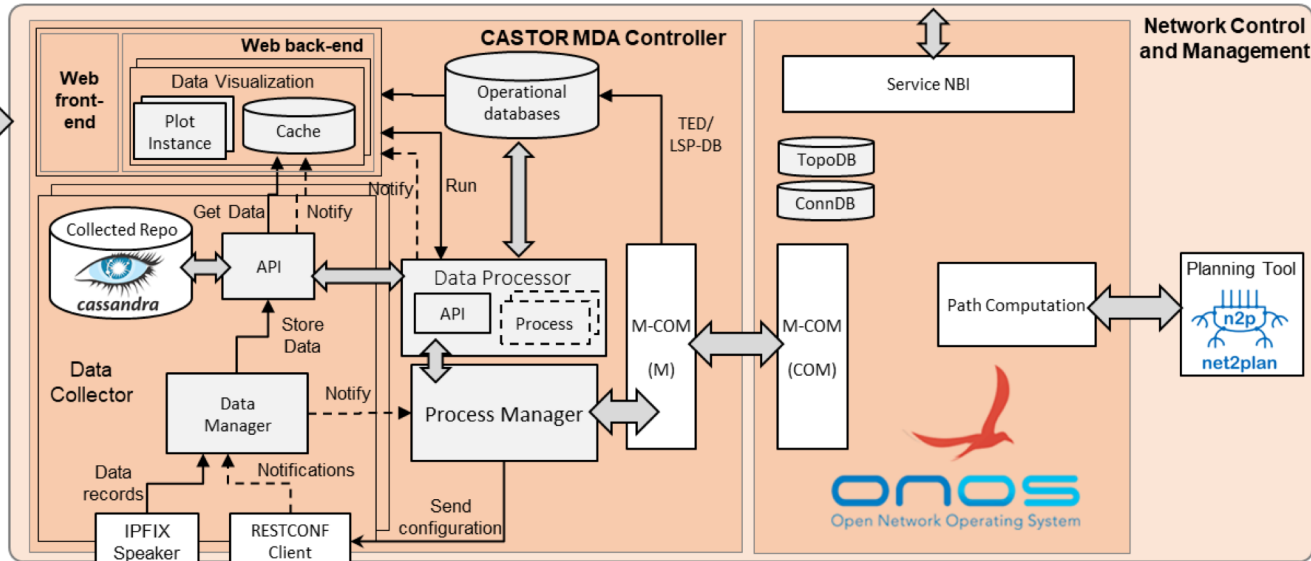 Web back-end
CASTOR MDA Controller
Network Control
and Management
Web
front-
end
Data Visualization
Plot
Instance
Cache
Operational
databases
Service NBI
TED/
LSP-DB
TopoDB
ConnDB
Notify
Run
Get Data
Notify
Collected Repo
cassandra
API
Data Processor
API
Process
M-COM
(M)
M-COM
(COM)
Path Computation
Planning Tool
n2p
net2plan
Store
Data
Data
Collector
Data
Manager
Notify
Process Manager
Data
records
Notifications
Send
configuration
IPFIX
Speaker
RESTCONF
Client
onos
Open Network Operating System